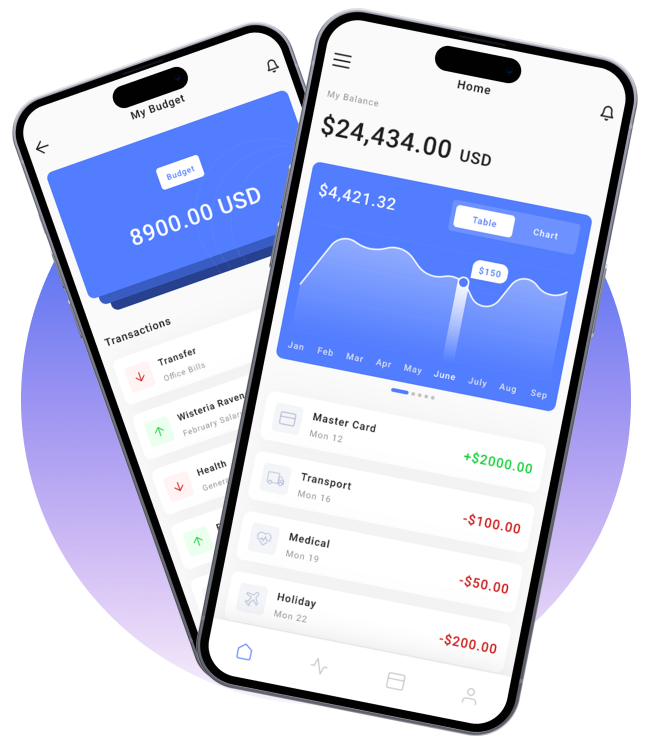 My Budget
Budget
8900.00 USD
Transactions
Transfer
Office Bills
Wisteria Raven
February Salary
Health
Home
My Balance
$24,434.00 USD
$4,421.32
Table Chart
$150
Jan Feb Mar Apr May June July Aug Sep
Master Card
Mon 12
+$2000.00
Transport
Mon 16
-$100.00
Medical
Mon 19
-$50.00
Holiday
Mon 22
-$200.00